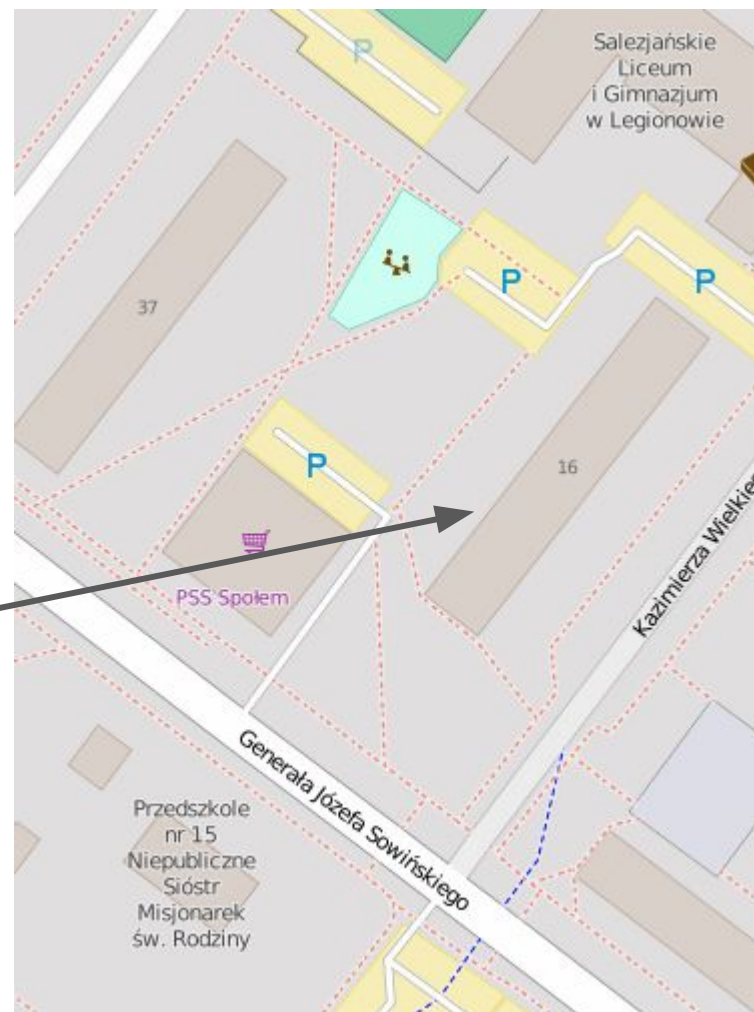 P
Salezjańskie
Liceum
i Gimnazjum
w Legionowie
P
P
37
P
16
Kazimierza Wielkie
PSS Społem
Generała Józefa Sowińskiego
Przedszkole
nr 15
Niepubliczne
Sióstr
Misjonarek
św. Rodziny